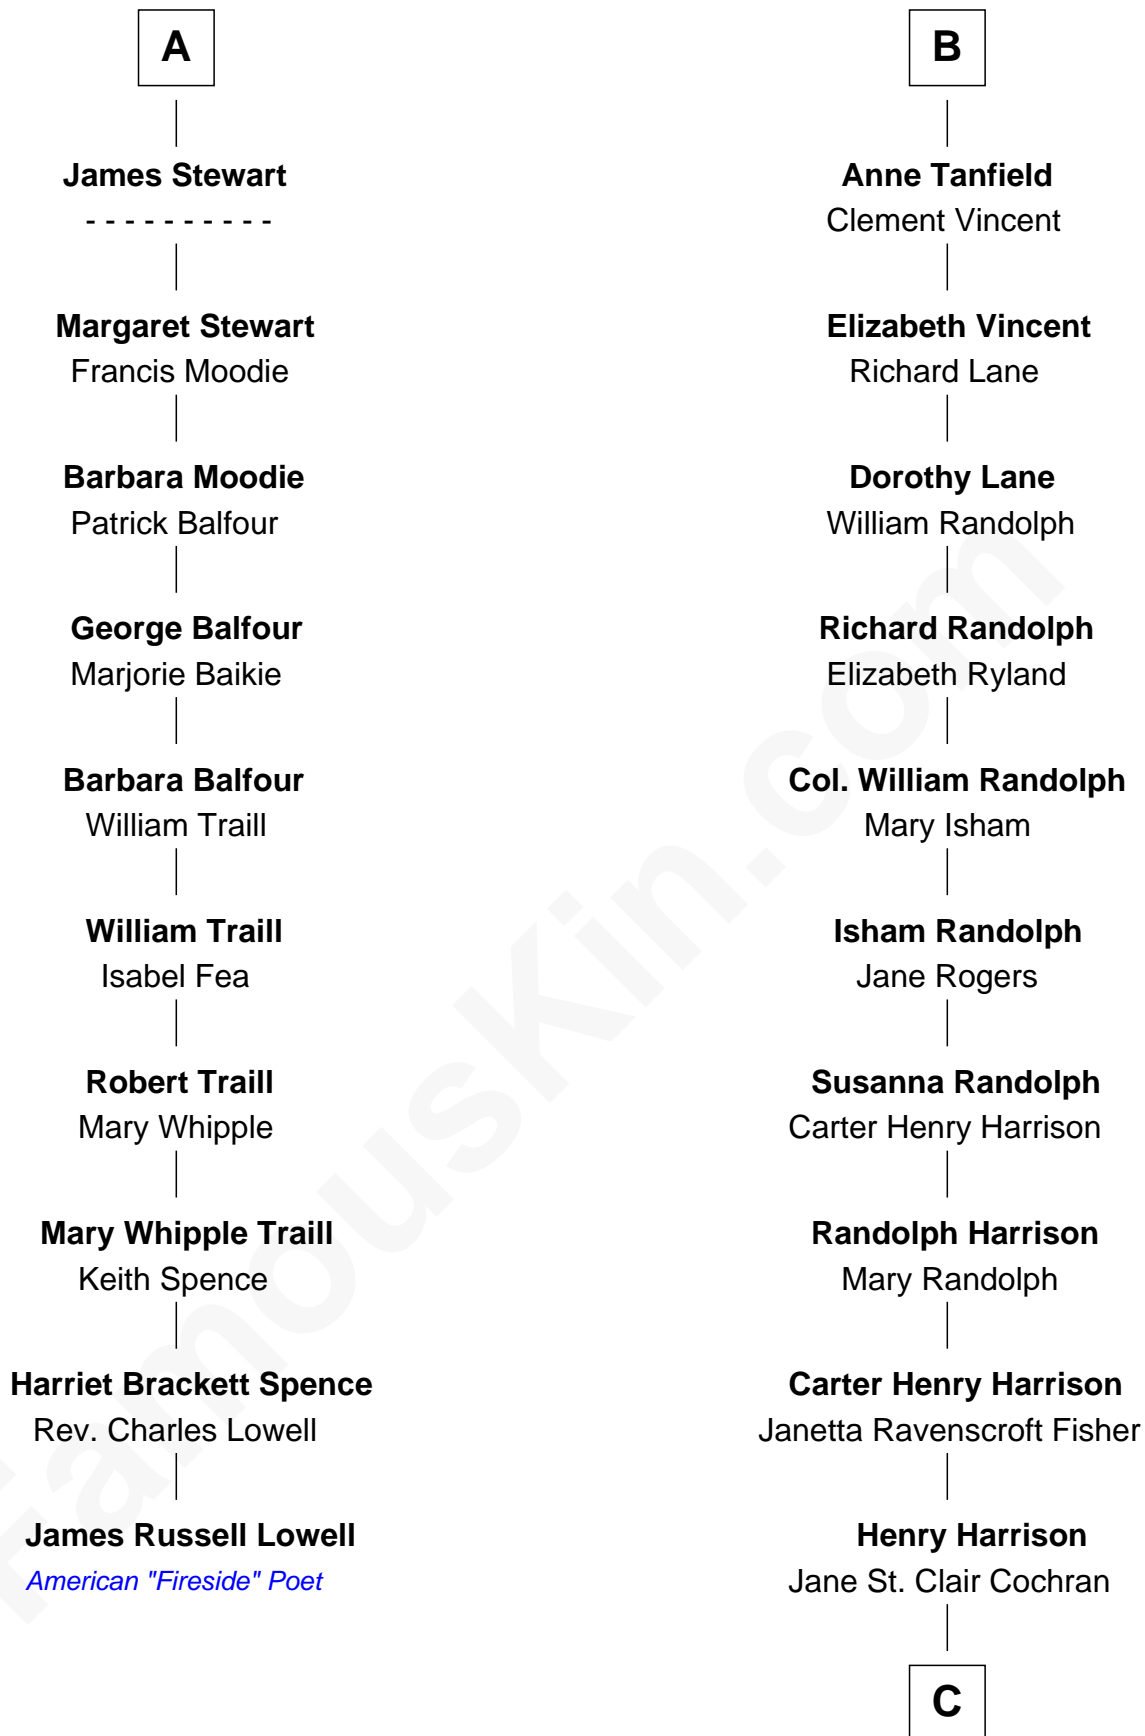 A
James Stewart
- - - - - - - - - -
Margaret Stewart
Francis Moodie
Barbara Moodie
Patrick Balfour
George Balfour
Marjorie Baikie
Barbara Balfour
William Traill
William Traill
Isabel Fea
Robert Traill
Mary Whipple
Mary Whipple Traill
Keith Spence
Harriet Brackett Spence
Rev. Charles Lowell
James Russell Lowell
American "Fireside" Poet
B
Anne Tanfield
Clement Vincent
Elizabeth Vincent
Richard Lane
Dorothy Lane
William Randolph
Richard Randolph
Elizabeth Ryland
Col. William Randolph
Mary Isham
Isham Randolph
Jane Rogers
Susanna Randolph
Carter Henry Harrison
Randolph Harrison
Mary Randolph
Carter Henry Harrison
Janetta Ravenscroft Fisher
Henry Harrison
Jane St. Clair Cochran
C
FamousKin.com